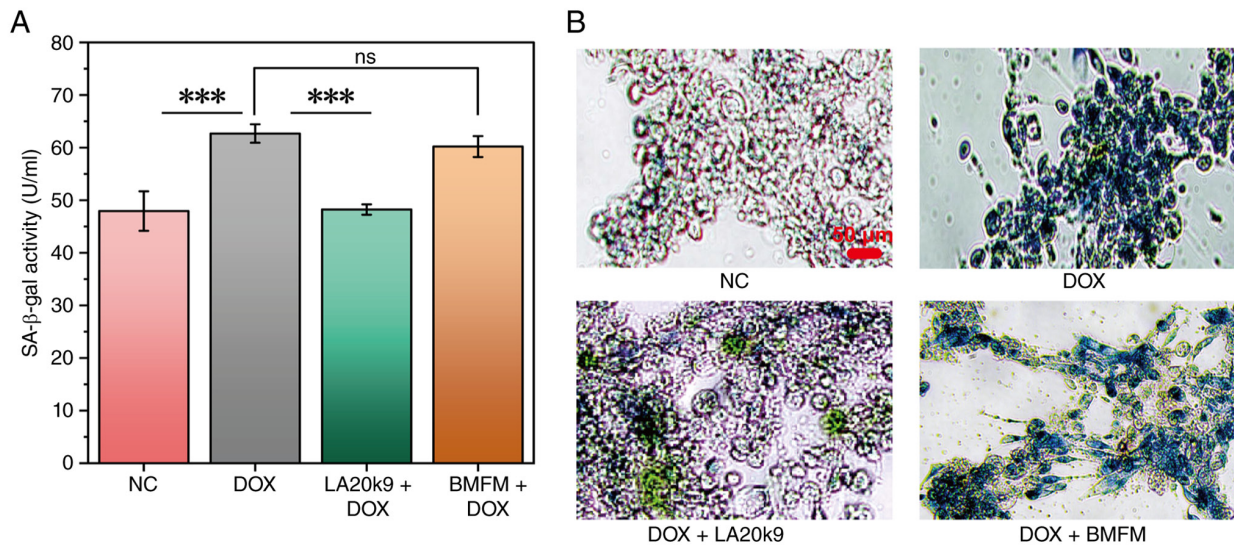 A
SA-β-gal activity (U/ml)
80
70
60
50
40
30
20
10
0
***
***
ns
NC
DOX
LA20k9 +
DOX
BMFM +
DOX
B
50 µm
NC
DOX
DOX + LA20k9
DOX + BMFM